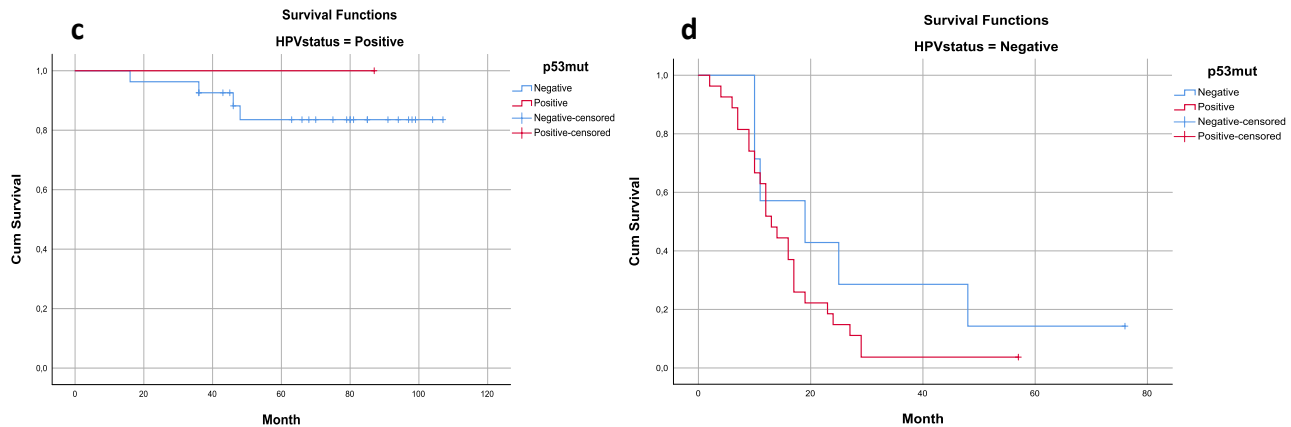 c
Survival Functions
HPVstatus = Positive
Cum Survival
1,0
0,8
0,6
0,4
0,2
0,0
0 20 40 60 80 100 120
Month
p53mut
Negative
Positive
Negative-censored
Positive-censored
d
Survival Functions
HPVstatus = Negative
Cum Survival
1,0
0,8
0,6
0,4
0,2
0,0
0 20 40 60 80
Month
p53mut
Negative
Positive
Negative-censored
Positive-censored